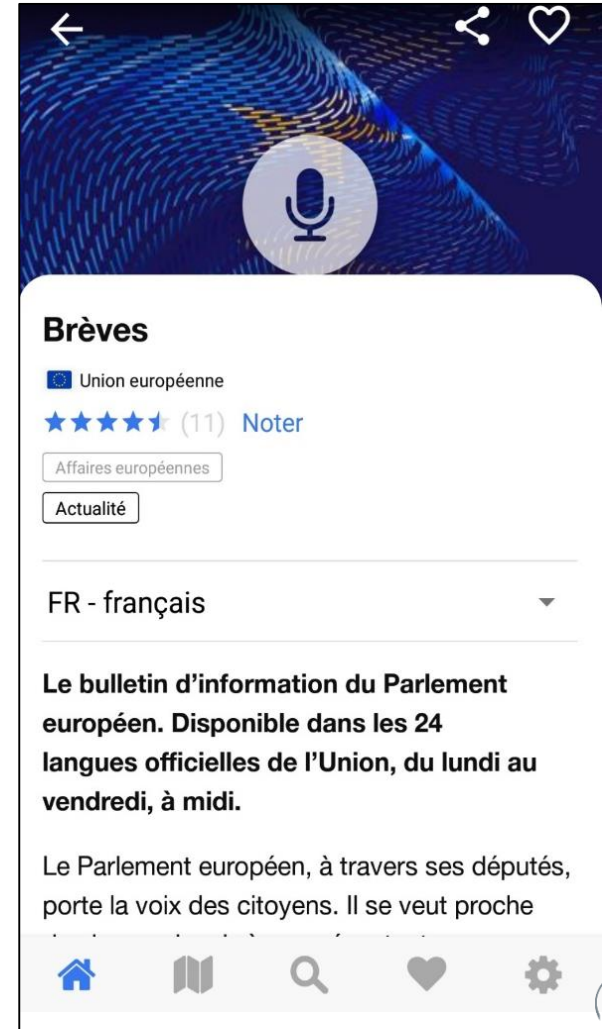 Brèves
Union européenne
(11) Noter
Affaires européennes
Actualité
FR - français
Le bulletin d'information du Parlement
européen. Disponible dans les 24
langues officielles de l'Union, du lundi au
vendredi, à midi.
Le Parlement européen, à travers ses députés,
porte la voix des citoyens. Il se veut proche